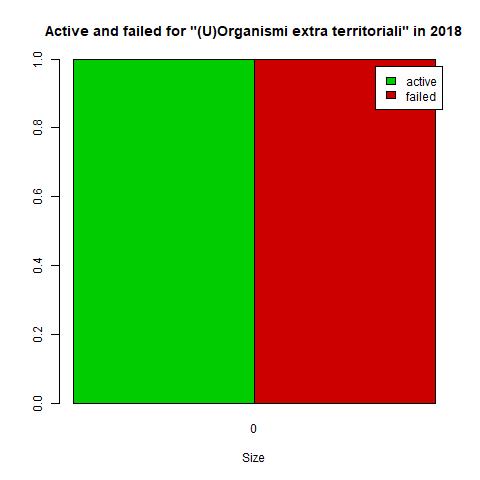 Active and failed for "(U)Organismi extra territoriali" in 2018
active
failed
1.0
0.8
0.6
0.4
0.2
0.0
0
Size